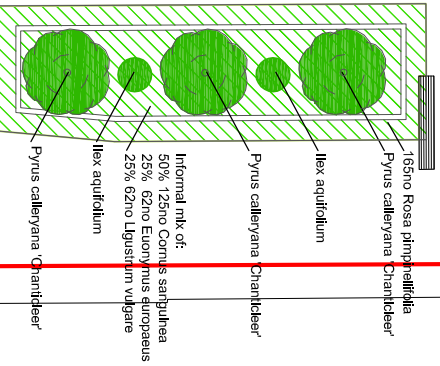 165no Rosa pimpinellifolia
Pyrus calleryana 'Chanticleer'
Ilex aquifolium
Pyrus calleryana 'Chanticleer'
Informal mix of:
50% 125no Cornus sanguinea
25% 62no Euonymus europaeus
25% 62no Ligustrum vulgare
Ilex aquifolium
Pyrus calleryana 'Chanticleer'